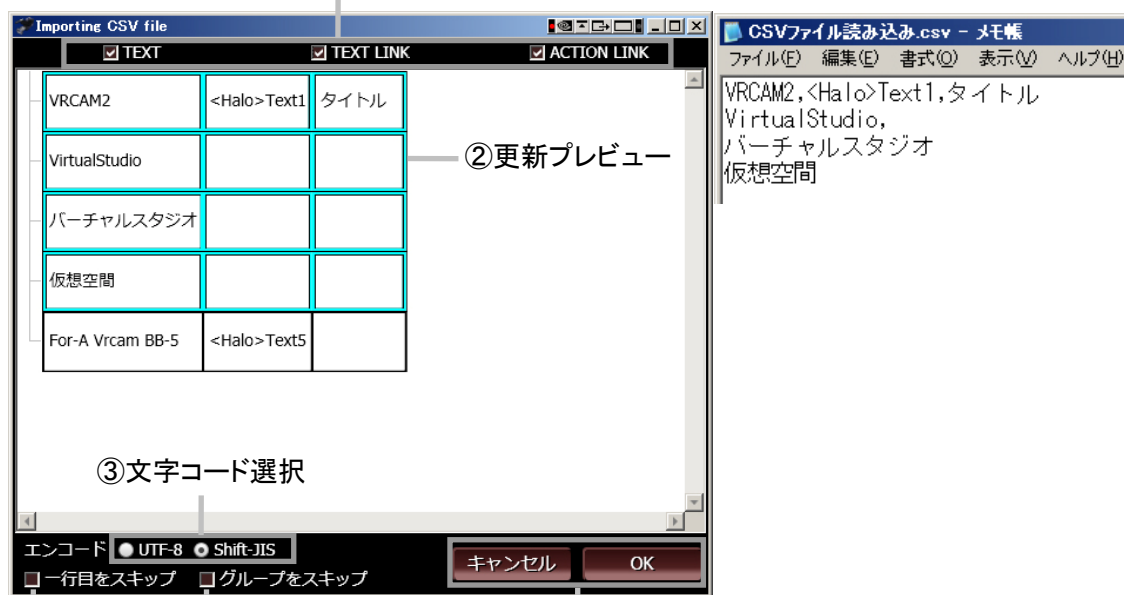 Importing CSV file
TEXT TEXT LINK ACTION LINK
VRCAM2 <Halo>Text1 タイトル
VirtualStudio
②更新プレビュー
バーチャルスタジオ
仮想空間
For-A Vrcam BB-5 <Halo>Text5
③文字コード選択
エンコード UTF-8 Shift-JIS
一行目をスキップ グループをスキップ
キャンセル OK
CSVファイル読み込み.csv - メモ帳
ファイル(F) 編集(E) 書式(O) 表示(V) ヘルプ(H)
VRCAM2,<Halo>Text1,タイトル
VirtualStudio,
バーチャルスタジオ
仮想空間